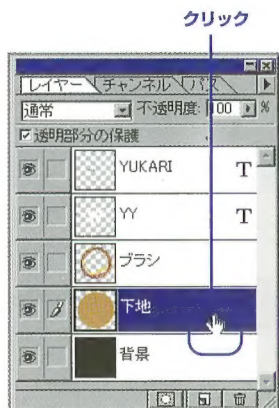 クリック
レイヤー チャンネル パス
通常 不透明度: 100 %
透明部分の保護
YUKARI T
YY T
ブラシ
下地
背景